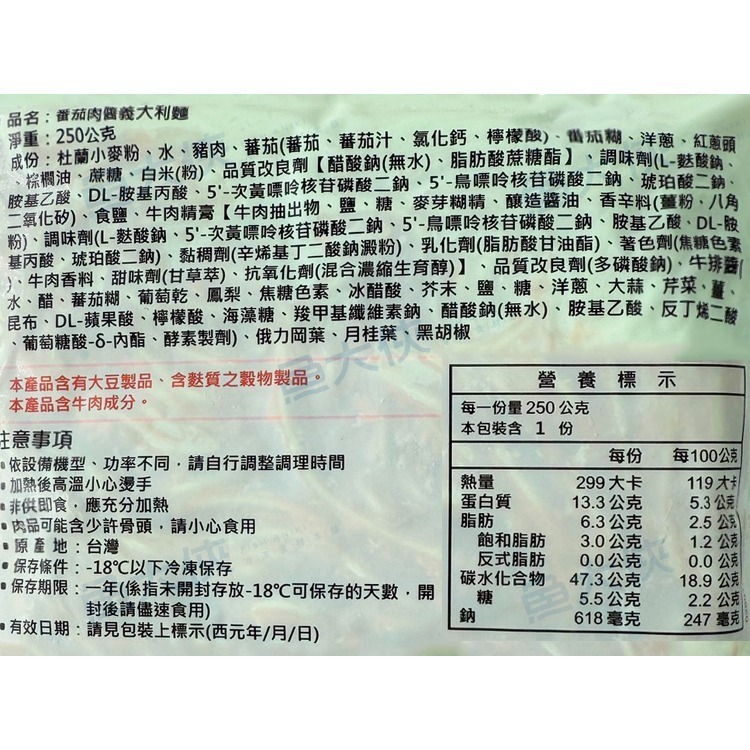 品名：蕃茄肉醬義大利麵
淨重：250公克
成份：杜蘭小麥粉、水、豬肉、蕃茄(蕃茄、蕃茄汁、氯化鈣、檸檬酸)、蕃茄糊、洋蔥、紅蔥頭
、棕櫚油、蔗糖、白米(粉)、品質改良劑【醋酸鈉(無水)、脂肪酸蔗糖酯】、調味劑(L-麩酸鈉、
胺基乙酸、DL-胺基丙酸、5'-次黃嘌呤核苷磷酸二鈉、5'-鳥嘌呤核苷磷酸二鈉、琥珀酸二鈉、
二氧化矽)、食鹽、牛肉精膏【牛肉抽出物、鹽、糖、麥芽糊精、釀造醬油、香辛料(薑粉、八角
粉)、調味劑(L-麩酸鈉、5'-次黃嘌呤核苷磷酸二鈉、5'-鳥嘌呤核苷磷酸二鈉、胺基乙酸、DL-胺
基丙酸、琥珀酸二鈉)、黏稠劑(辛烯基丁二酸鈉澱粉)、乳化劑(脂肪酸甘油酯)、著色劑(焦糖色素
)、牛肉香料、甜味劑(甘草萃)、抗氧化劑(混合濃縮生育醇)】、品質改良劑(多磷酸鈉)、牛排醬(
水、醋、蕃茄糊、葡萄乾、鳳梨、焦糖色素、冰醋酸、芥末、鹽、糖、洋蔥、大蒜、芹菜、薑、
昆布、DL-蘋果酸、檸檬酸、海藻糖、羧甲基纖維素鈉、醋酸鈉(無水)、胺基乙酸、反丁烯二酸
、葡萄糖酸-δ-內酯、酵素製劑)、俄力岡葉、月桂葉、黑胡椒
本產品含有大豆製品、含麩質之穀物製品。
本產品含牛肉成分。
注意事項
•依設備機型、功率不同，請自行調整調理時間
•加熱後高溫小心燙手
•非供即食，應充分加熱
•肉品可能含少許骨頭，請小心食用
•原產地：台灣
•保存條件：-18℃以下冷凍保存
•保存期限：一年(係指未開封存放-18℃可保存的天數，開
封後請儘速食用)
•有效日期：請見包裝上標示(西元年/月/日)
營養標示
每一份量 250 公克
本包裝含 1 份
每份 每100公克
熱量 299 大卡 119 大卡
蛋白質 13.3 公克 5.3 公克
脂肪 6.3 公克 2.5 公克
飽和脂肪 3.0 公克 1.2 公克
反式脂肪 0.0 公克 0.0 公克
碳水化合物 47.3 公克 18.9 公克
糖 5.5 公克 2.2 公克
鈉 618 毫克 247 毫克
魚大俠